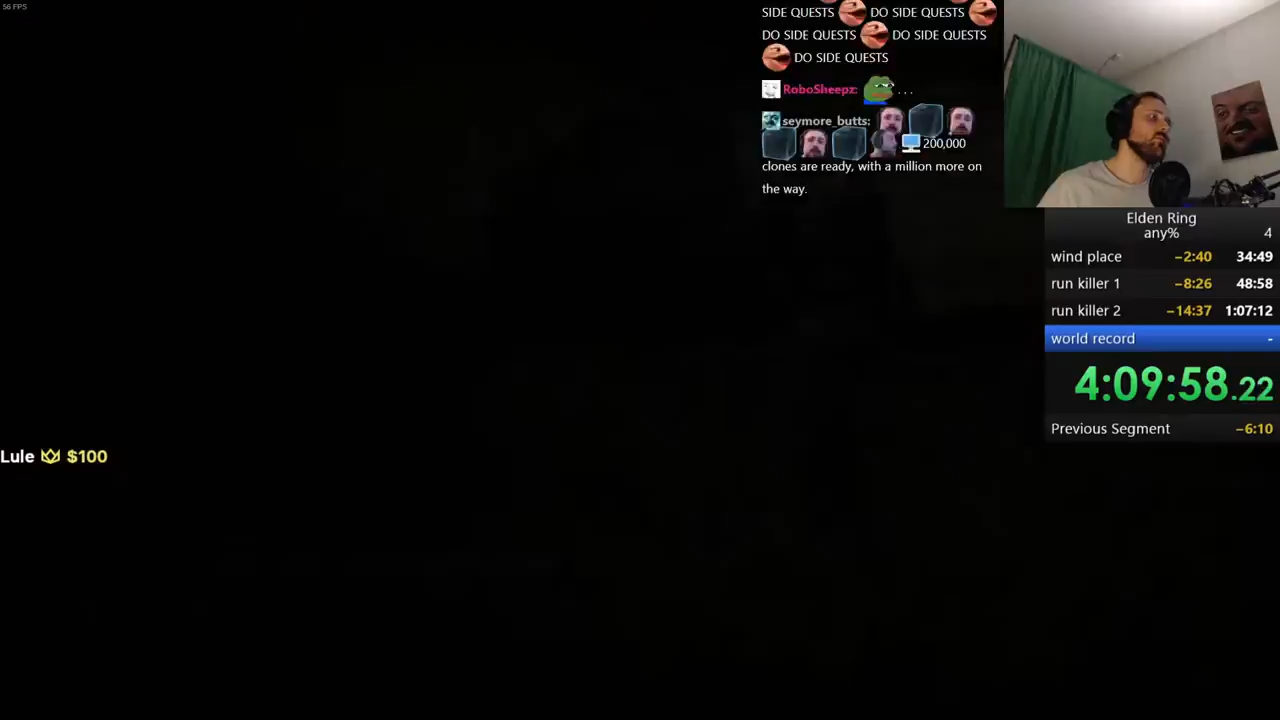 56 FPS
SIDE QUESTS DO SIDE QUESTS
DO SIDE QUESTS DO SIDE QUESTS
DO SIDE QUESTS
RoboSheepz: ...
seymore_butts:
200,000
clones are ready, with a million more on
the way.
Elden Ring
any% 4
wind place -2:40 34:49
run killer 1 -8:26 48:58
run killer 2 -14:37 1:07:12
world record -
4:09:58.22
Previous Segment -6:10
Lule $100